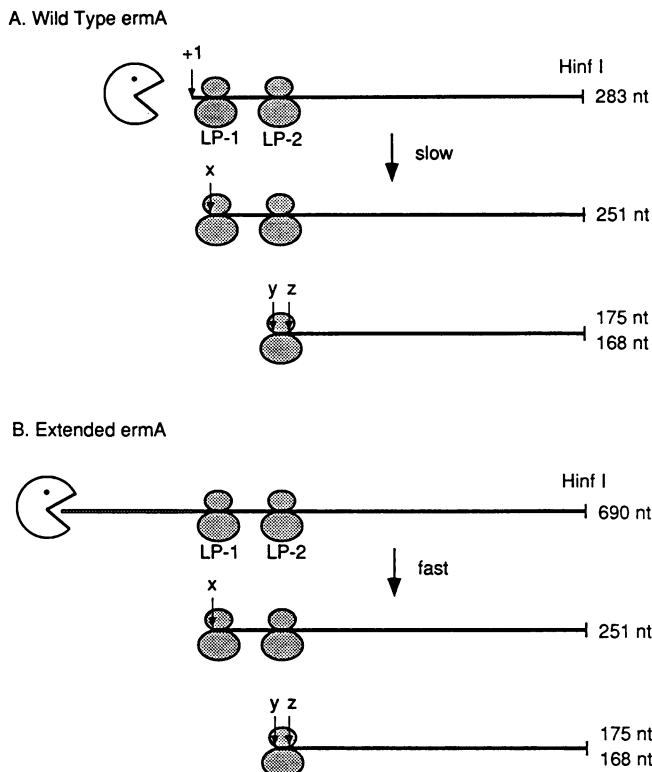 A. Wild Type ermA
+1
Hinf I
283 nt
LP-1 LP-2
slow
x
251 nt
y z
175 nt
168 nt
B. Extended ermA
Hinf I
690 nt
LP-1 LP-2
fast
x
251 nt
y z
175 nt
168 nt